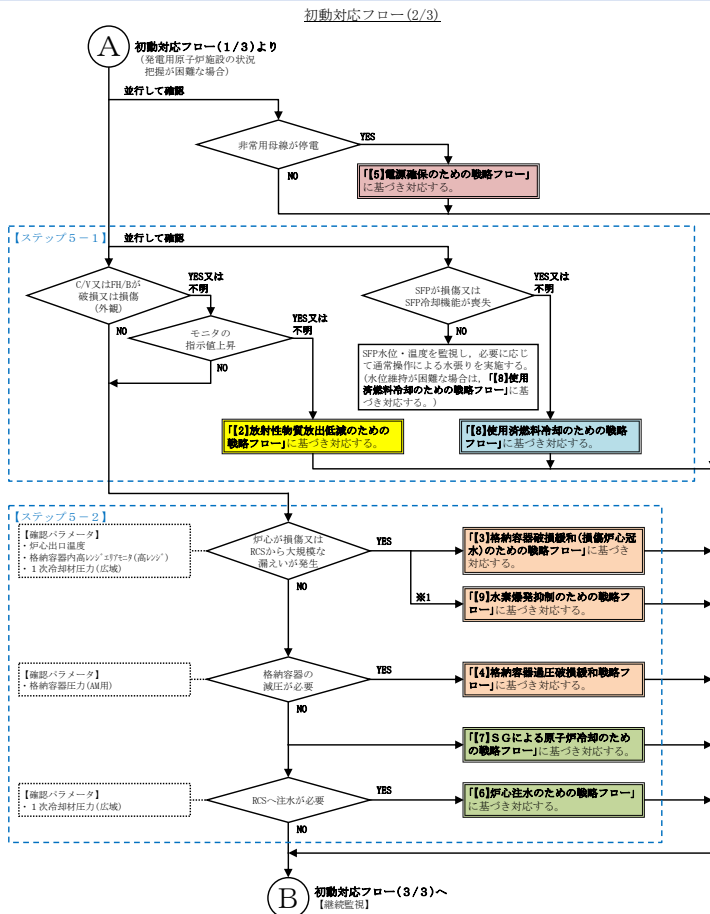 初動対応フロー(2/3)
A
初動対応フロー(1/3)より
(発電用原子炉施設の状況
把握が困難な場合)
並行して確認
非常用母線が停電
YES
NO
「【5】電源確保のための戦略フロー」
に基づき対応する。
【ステップ5－1】
並行して確認
C/V又はFH/Bが
破損又は損傷
(外観)
YES又は
不明
NO
モニタの
指示値上昇
YES又は
不明
NO
SFPが損傷又は
SFP冷却機能が喪失
YES又は
不明
NO
SFP水位・温度を監視し、必要に応じ
て通常操作による水張りを実施する。
(水位維持が困難な場合は、「【8】使用
済燃料冷却のための戦略フロー」に基
づき対応する。)
「【2】放射性物質放出低減のための
戦略フロー」に基づき対応する。
「【8】使用済燃料冷却のための戦略
フロー」に基づき対応する。
【ステップ5－2】
【確認パラメータ】
・炉心出口温度
・格納容器内高ﾚﾝｼﾞｴﾘｱﾓﾆﾀ(高ﾚﾝｼﾞ)
・１次冷却材圧力(広域)
炉心が損傷又は
RCSから大規模な
漏えいが発生
YES
NO
「【3】格納容器破損緩和(損傷炉心冠
水)のための戦略フロー」に基づき
対応する。
※1
「【9】水素爆発抑制のための戦略フ
ロー」に基づき対応する。
【確認パラメータ】
・格納容器圧力(AM用)
格納容器の
減圧が必要
YES
NO
「【4】格納容器過圧破損緩和戦略フ
ロー」に基づき対応する。
「【7】ＳＧによる原子炉冷却のため
の戦略フロー」に基づき対応する。
【確認パラメータ】
・１次冷却材圧力(広域)
RCSへ注水が必要
YES
NO
「【6】炉心注水のための戦略フロー」
に基づき対応する。
B
初動対応フロー(3/3)へ
【継続監視】